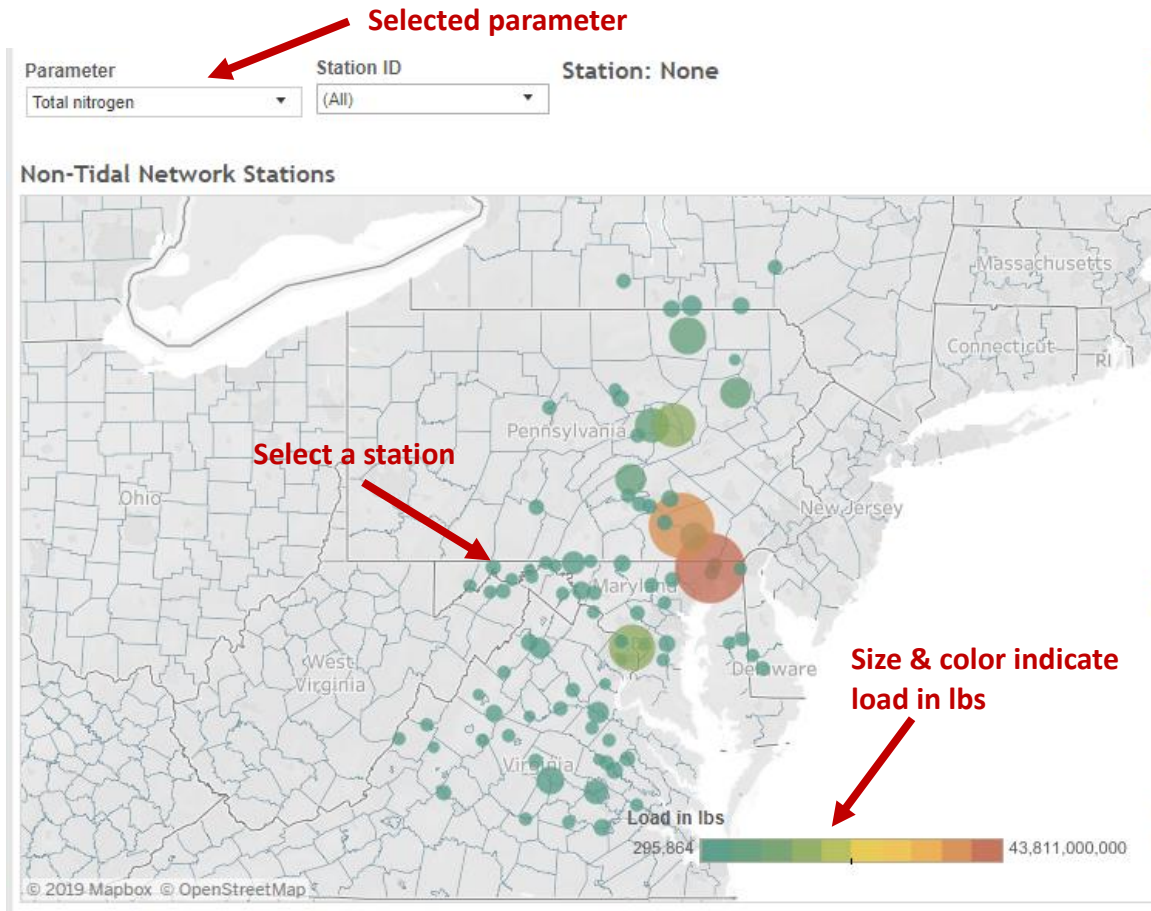 Selected parameter
Parameter
Station ID
Station: None
Total nitrogen
(All)
Non-Tidal Network Stations
Massachusetts
Connecticut
RI
Pennsylvania
Select a station
Ohio
New Jersey
Maryland
West
Virginia
Delaware
Size & color indicate
load in lbs
Virginia
Load in lbs
295,864
43,811,000,000
© 2019 Mapbox © OpenStreetMap